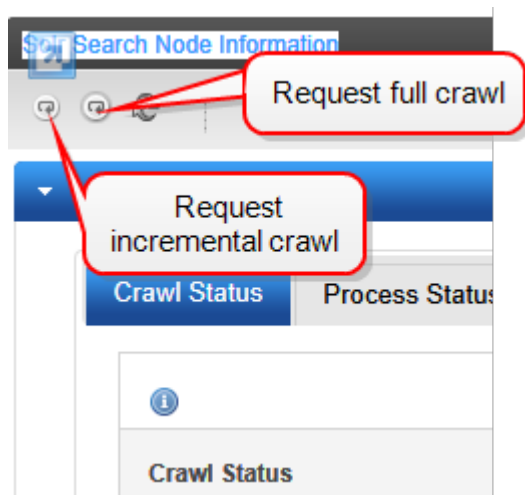 Solr Search Node Information
Request full crawl
Request
incremental crawl
Crawl Status
Process Status
Crawl Status